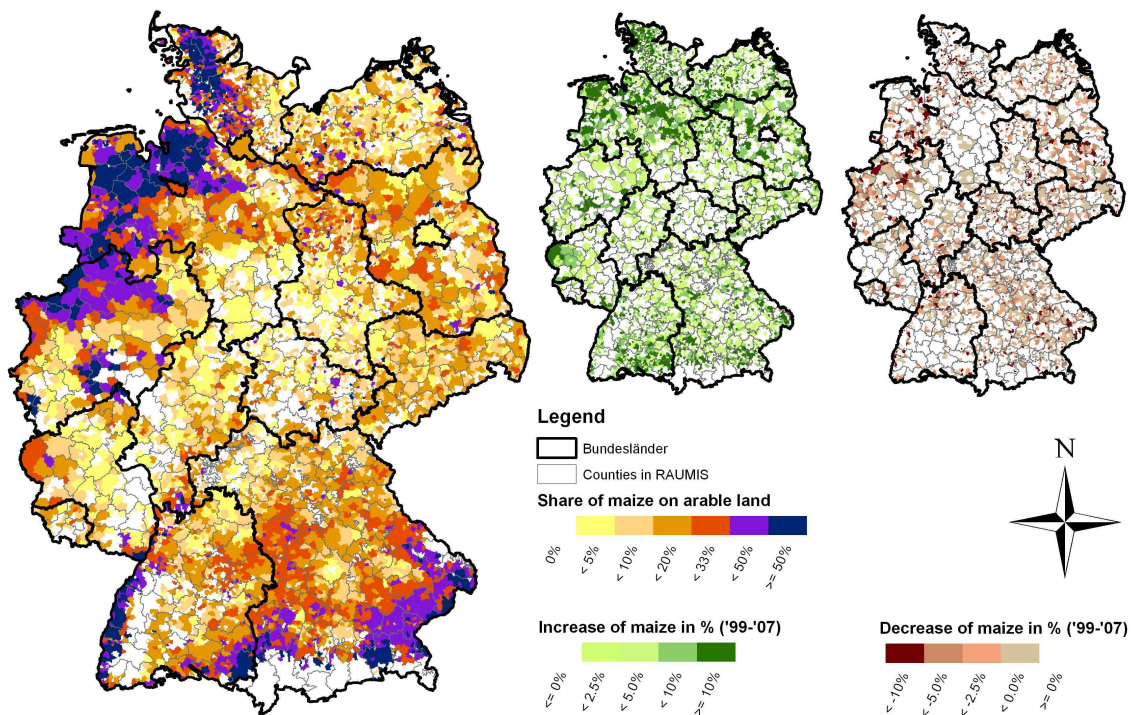 Legend
Bundesländer
Counties in RAUMIS
N
Share of maize on arable land
0%
< 5%
< 10%
< 20%
< 33%
< 50%
>= 50%
Increase of maize in % ('99-'07)
<= 0%
< 2.5%
< 5.0%
< 10%
>= 10%
Decrease of maize in % ('99-'07)
< -10%
< -5.0%
< -2.5%
< 0.0%
>= 0%